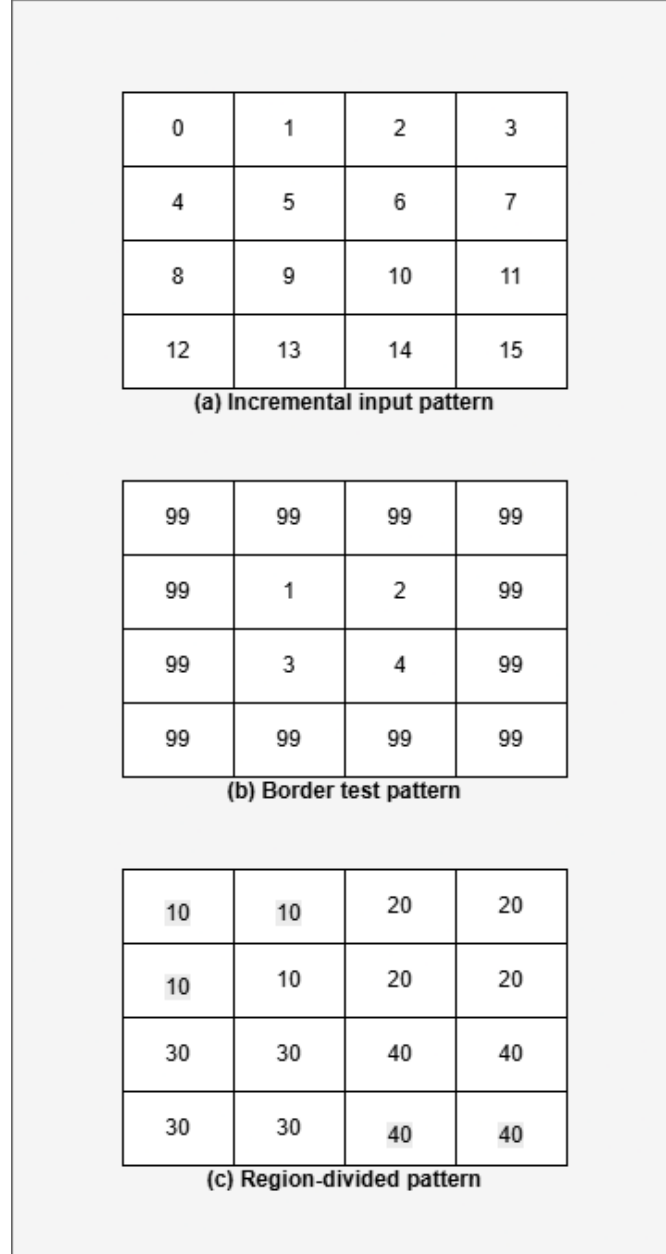 0 1 2 3
4 5 6 7
8 9 10 11
12 13 14 15
(a) Incremental input pattern
99 99 99 99
99 1 2 99
99 3 4 99
99 99 99 99
(b) Border test pattern
10 10 20 20
10 10 20 20
30 30 40 40
30 30 40 40
(c) Region-divided pattern